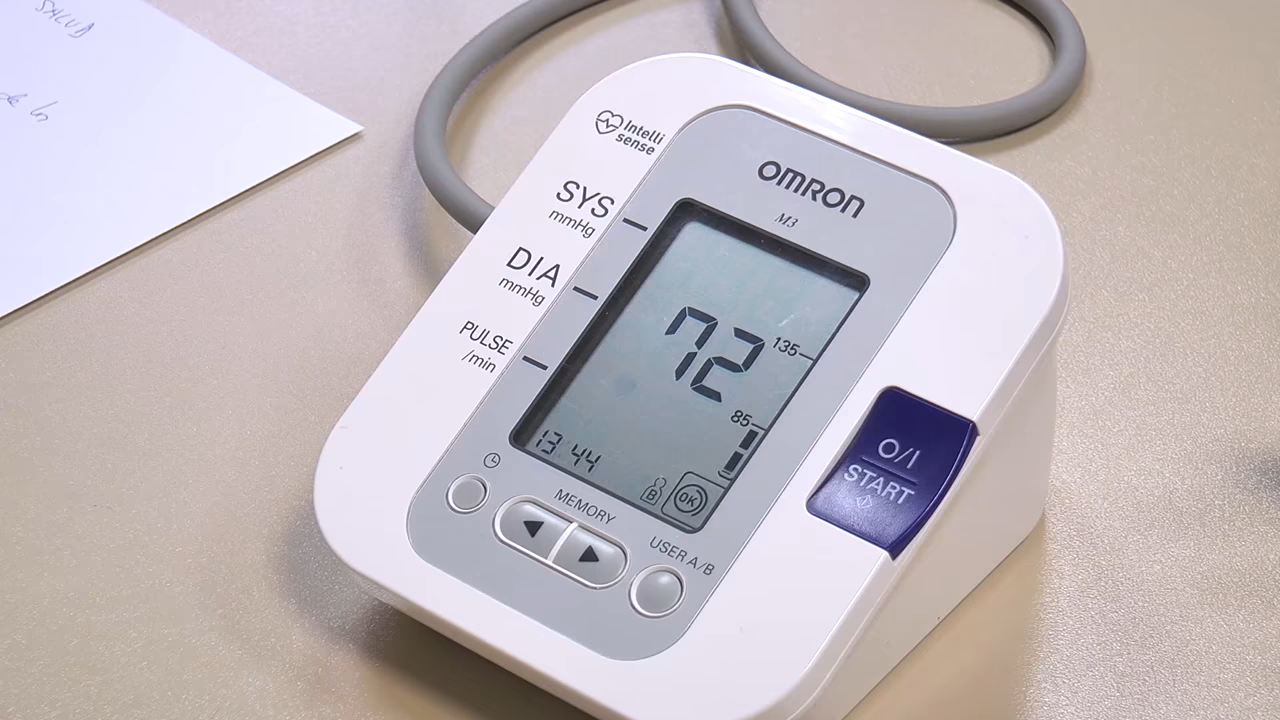 SALUD
Intelli
sense
OMRON
M3
SYS
mmHg
DIA
mmHg
PULSE
/min
72
135
85
13:44
B
OK
MEMORY
USER A/B
O/I
START